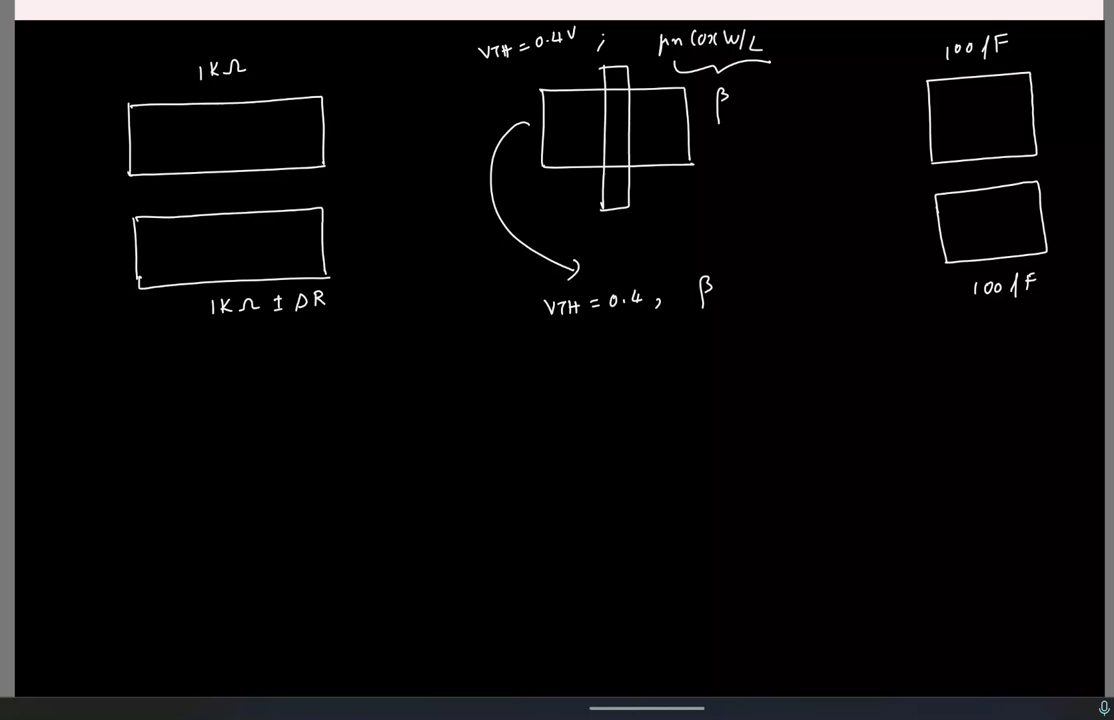 1KΩ
VTH = 0.4V ; μn Cox W/L
β
100fF
1KΩ ± ΔR
VTH = 0.4, β
100fF